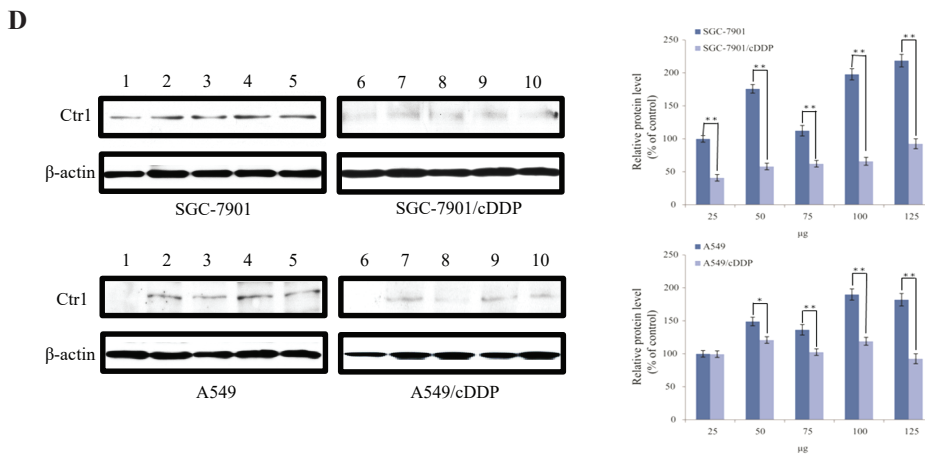 D
1 2 3 4 5 6 7 8 9 10
Ctr1
β-actin
SGC-7901 SGC-7901/cDDP
1 2 3 4 5 6 7 8 9 10
Ctr1
β-actin
A549 A549/cDDP
SGC-7901
SGC-7901/cDDP
Relative protein level
(% of control)
250
200
150
100
50
0
** ** ** ** **
25 50 75 100 125
μg
A549
A549/cDDP
Relative protein level
(% of control)
250
200
150
100
50
0
* ** ** **
25 50 75 100 125
μg